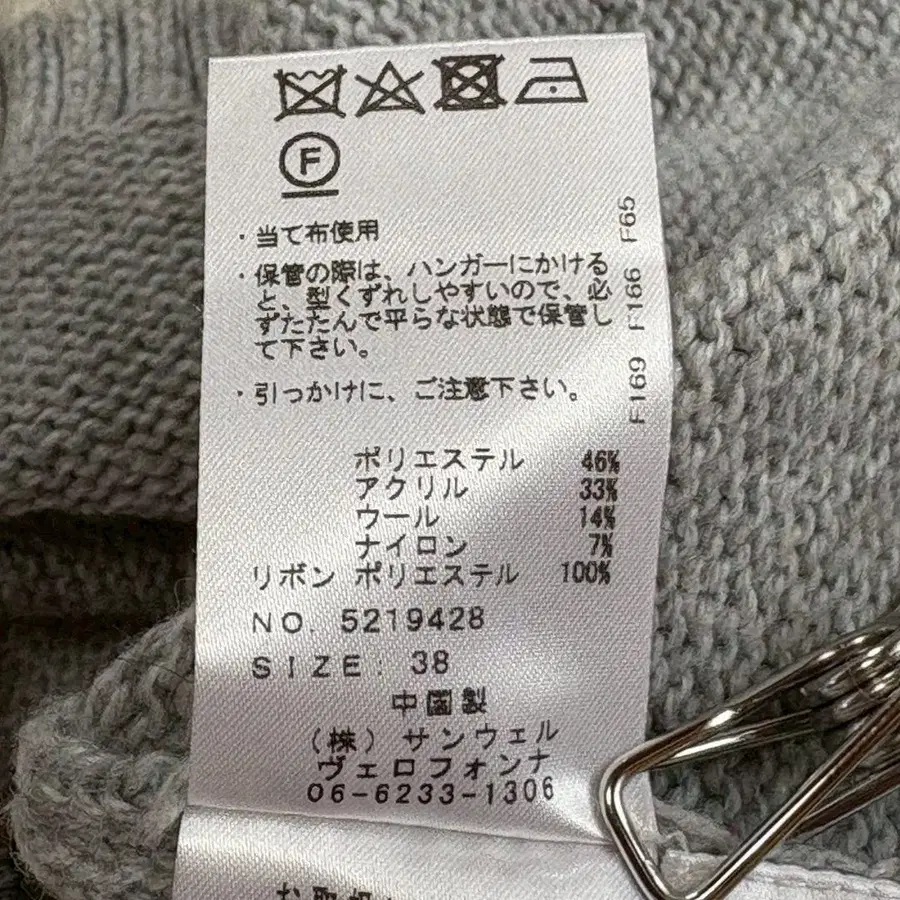 F
・当て布使用
・保管の際は、ハンガーにかける
と、型くずれしやすいので、必
ずたたんで平らな状態で保管し
て下さい。
・引っかけに、ご注意下さい。
F65
F166
F169
ポリエステル 46%
アクリル 33%
ウール 14%
ナイロン 7%
リボン ポリエステル 100%
NO. 5219428
SIZE: 38
中國製
(株) サンウェル
ヴェロフォンナ
06-6233-1306
お取扱